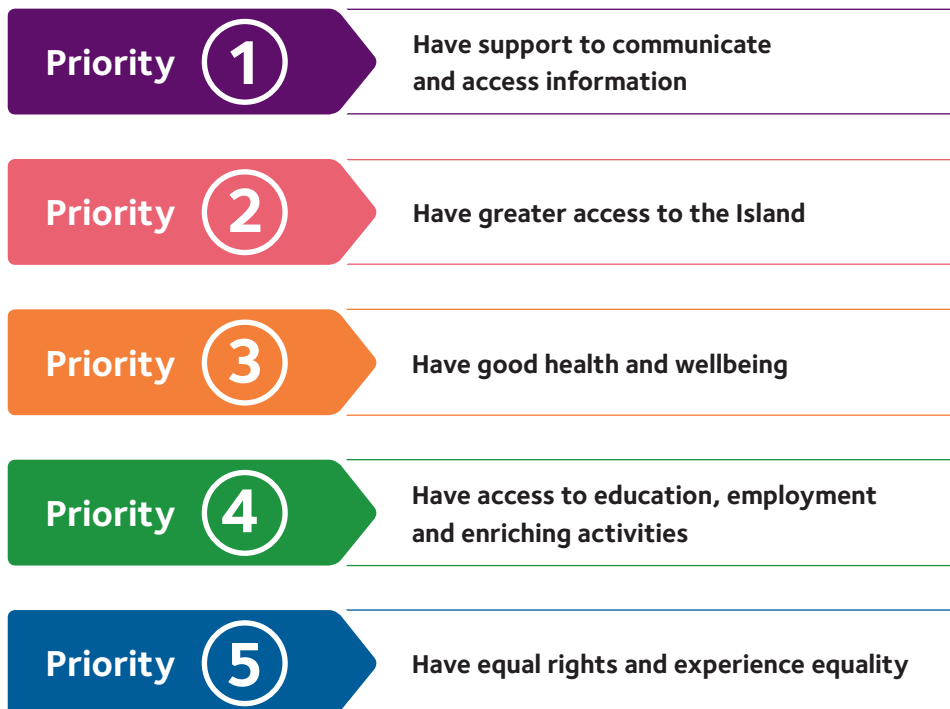 Priority 1
Have support to communicate
and access information
Priority 2
Have greater access to the Island
Priority 3
Have good health and wellbeing
Priority 4
Have access to education, employment
and enriching activities
Priority 5
Have equal rights and experience equality